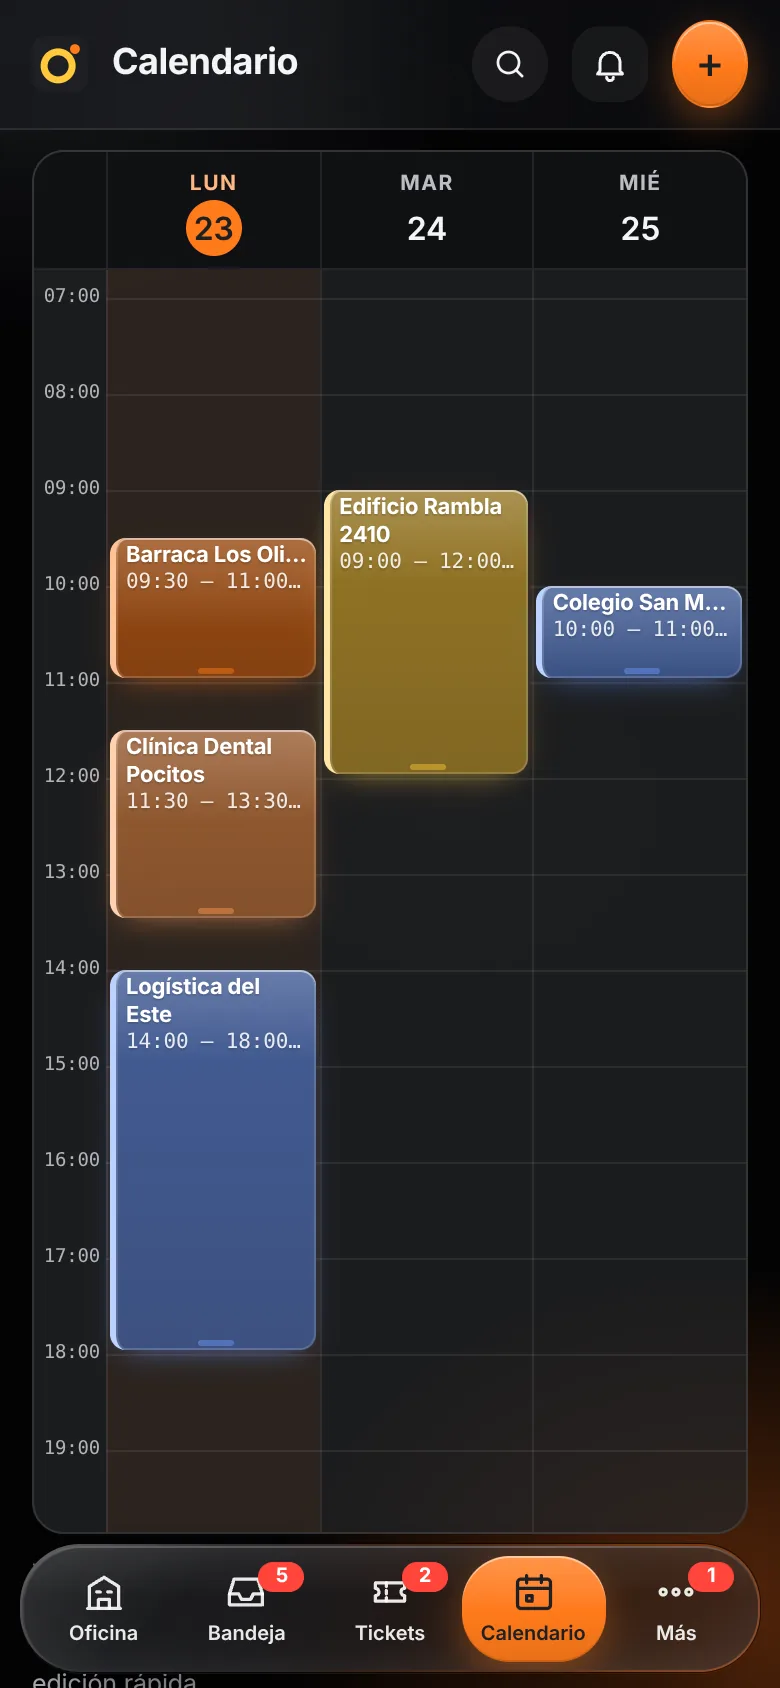 Calendario
LUN
MAR
MIÉ
23
24
25
07:00
08:00
09:00
10:00
11:00
12:00
13:00
14:00
15:00
16:00
17:00
18:00
19:00
Barraca Los Oli...
09:30 – 11:00…
Clínica Dental
Pocitos
11:30 – 13:30…
Logística del
Este
14:00 – 18:00…
Edificio Rambla
2410
09:00 – 12:00…
Colegio San M...
10:00 – 11:00…
5
2
1
Oficina
Bandeja
Tickets
Calendario
Más
edición rápida